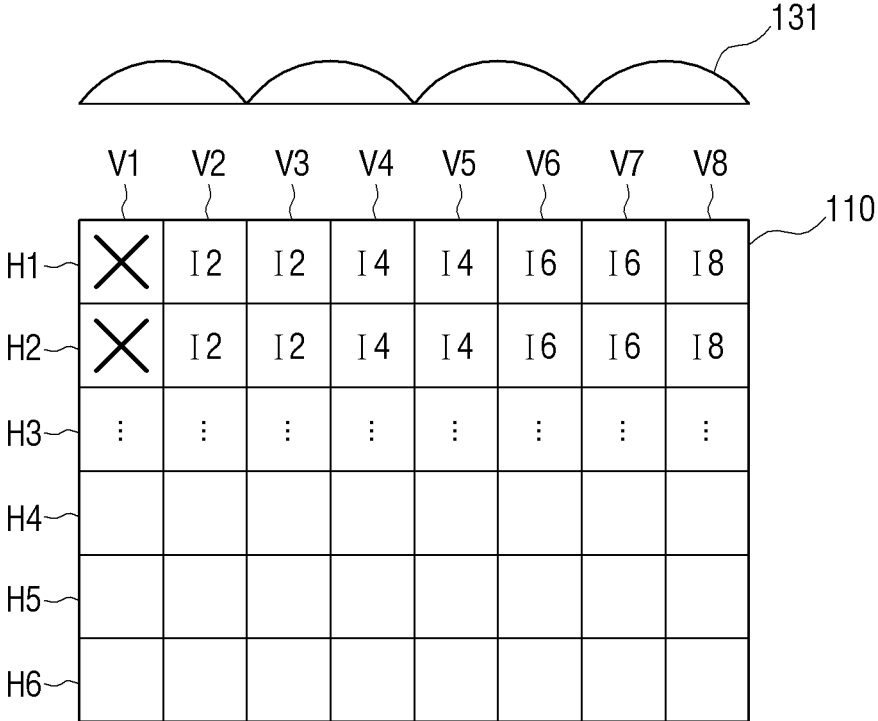 131
V1 V2 V3 V4 V5 V6 V7 V8
110
H1 I2 I2 I4 I4 I6 I6 I8
H2 I2 I2 I4 I4 I6 I6 I8
H3 ⋮ ⋮ ⋮ ⋮ ⋮ ⋮ ⋮ ⋮
H4
H5
H6